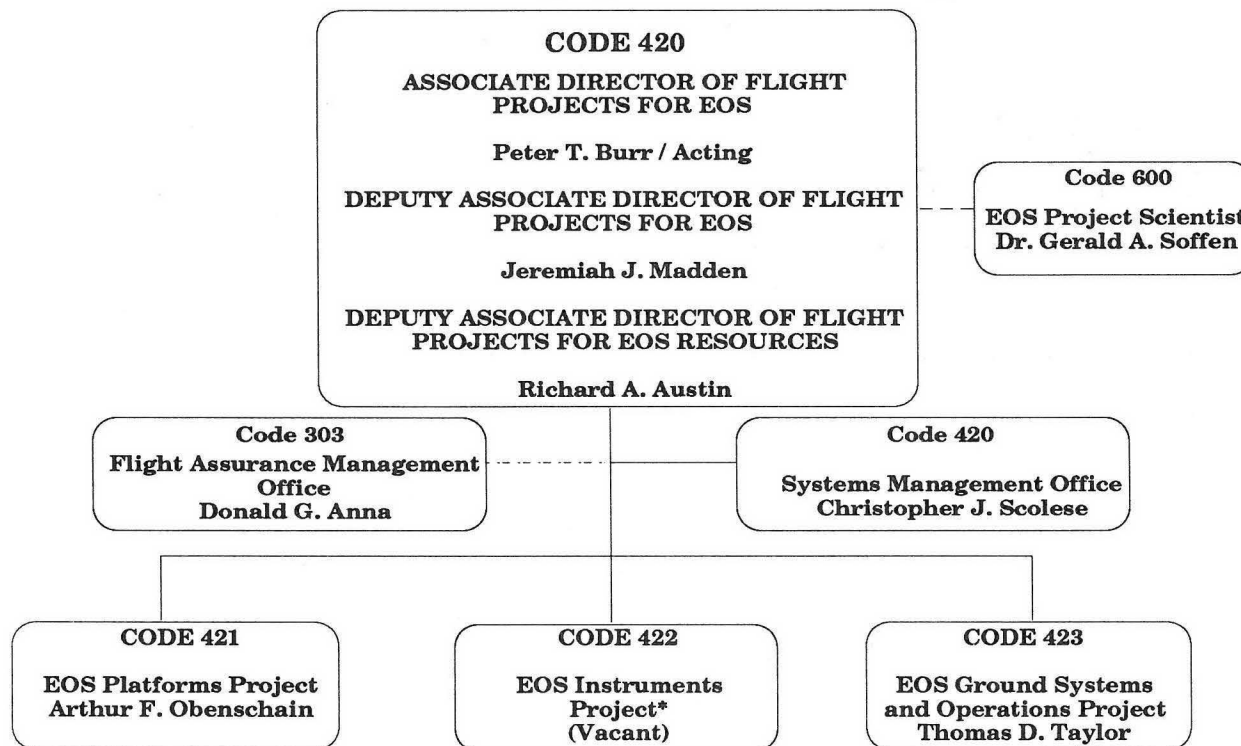 CODE 420
ASSOCIATE DIRECTOR OF FLIGHT
PROJECTS FOR EOS
Peter T. Burr / Acting
DEPUTY ASSOCIATE DIRECTOR OF FLIGHT
PROJECTS FOR EOS
Jeremiah J. Madden
DEPUTY ASSOCIATE DIRECTOR OF FLIGHT
PROJECTS FOR EOS RESOURCES
Richard A. Austin
Code 600
EOS Project Scientist
Dr. Gerald A. Soffen
Code 303
Flight Assurance Management
Office
Donald G. Anna
Code 420
Systems Management Office
Christopher J. Scolese
CODE 421
EOS Platforms Project
Arthur F. Obenschain
CODE 422
EOS Instruments
Project*
(Vacant)
CODE 423
EOS Ground Systems
and Operations Project
Thomas D. Taylor